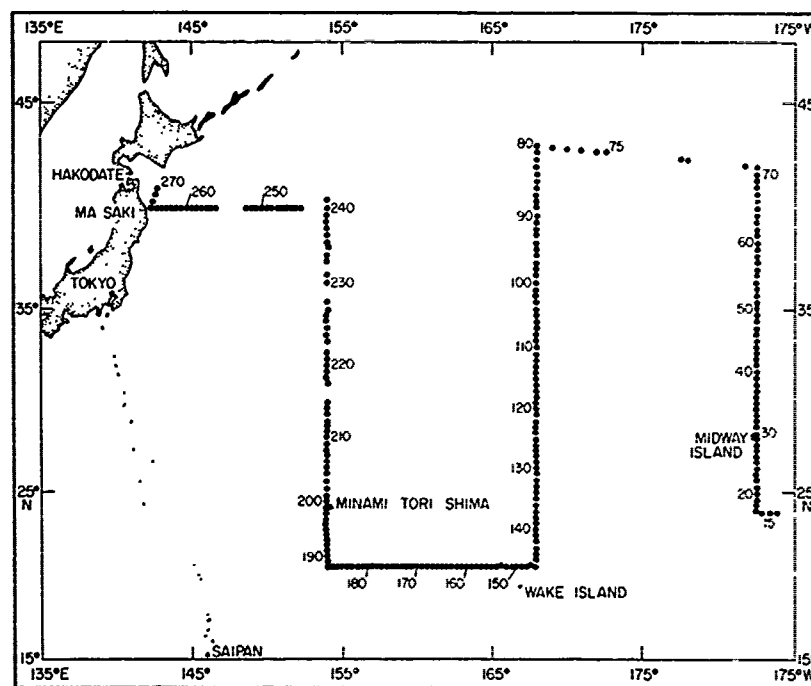 135°E 145° 155° 165° 175° 175°W
45° 45°
80 75
HAKODATE 70
270
260 250
MA SAKI 240
90
60
TOKYO 230 100
35° 50 35°
110
220 40
120
210 30
MIDWAY
ISLAND
130
25° 200 MINAMI TORI SHIMA 20 25°
N N
140 15
190
180 170 160 150
WAKE ISLAND
SAIPAN
15° 15°
135°E 145° 155° 165° 175° 175°W